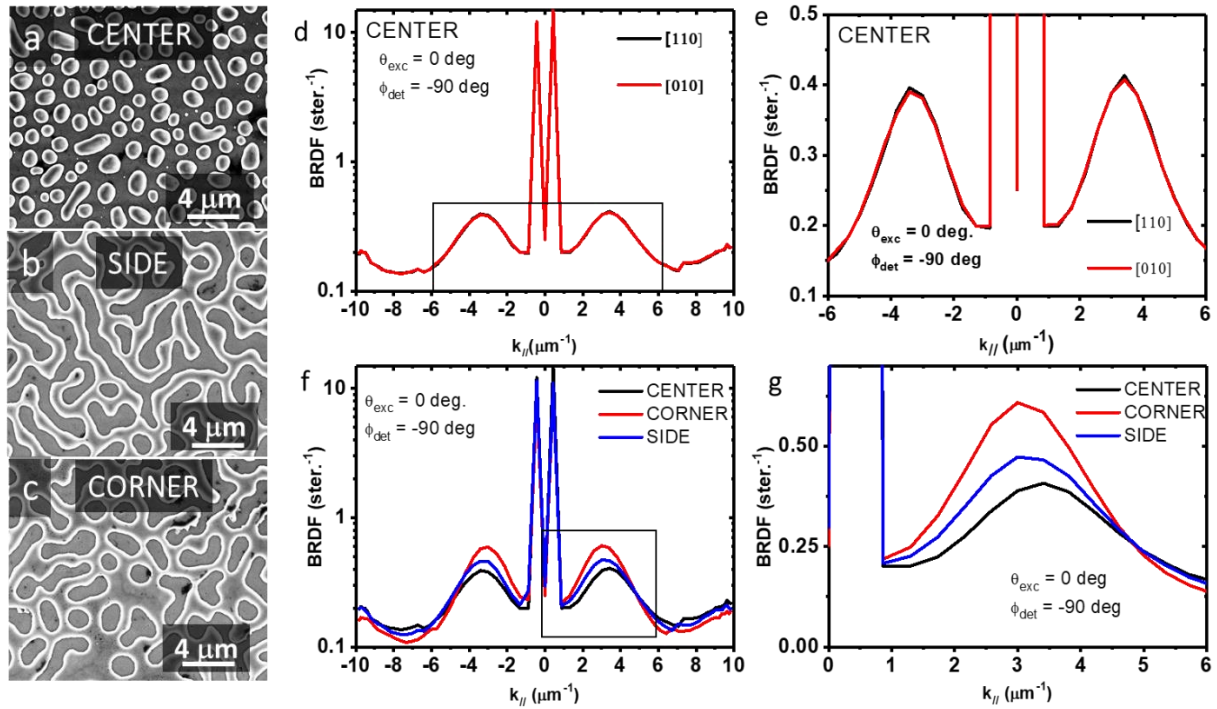 a
CENTER
4 μm
b
SIDE
4 μm
c
CORNER
4 μm
d
CENTER
θexc = 0 deg
ϕdet = -90 deg
[110]
[010]
BRDF (ster.-1)
10
1
0.1
-10 -8 -6 -4 -2 0 2 4 6 8 10
k//(μm-1)
e
CENTER
BRDF (ster.-1)
0.5
0.4
0.3
0.2
0.1
θexc = 0 deg.
ϕdet = -90 deg
[110]
[010]
-6 -4 -2 0 2 4 6
k// (μm-1)
f
θexc = 0 deg.
ϕdet = -90 deg
CENTER
CORNER
SIDE
BRDF (ster.-1)
10
1
0.1
-10 -8 -6 -4 -2 0 2 4 6 8 10
k// (μm-1)
g
CENTER
CORNER
SIDE
BRDF (ster.-1)
0.50
0.25
0.00
θexc = 0 deg
ϕdet = -90 deg
0 1 2 3 4 5 6
k// (μm-1)